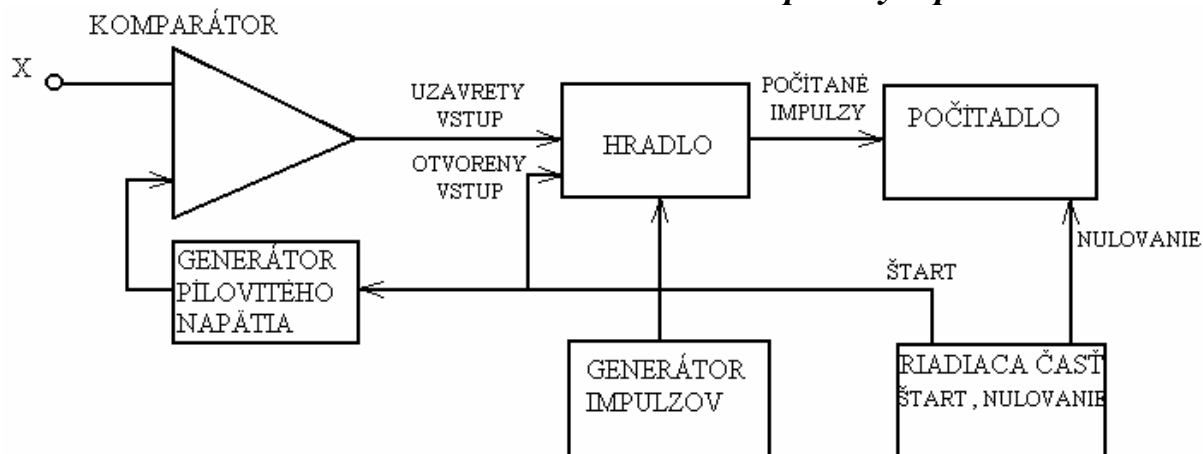 KOMPARÁTOR
X
UZAVRETY
VSTUP
OTVORENY
VSTUP
HRADLO
POČÍTANÉ
IMPULZY
POČÍTADLO
NULOVANIE
GENERÁTOR
PÍLOVITÉHO
NAPÄTIA
ŠTART
GENERÁTOR
IMPULZOV
RIADIACA ČASŤ
ŠTART , NULOVANIE